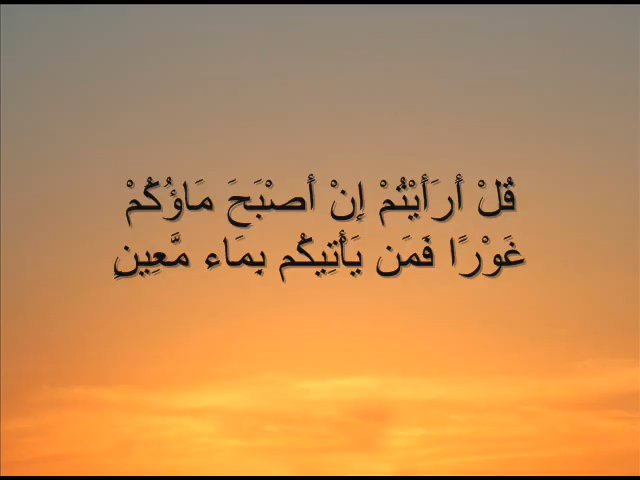 قُلْ أَرَأَيْتُمْ إِنْ أَصْبَحَ مَاؤُكُمْ
غَوْرًا فَمَن يَأْتِيكُم بِمَاء مَّعِينٍ